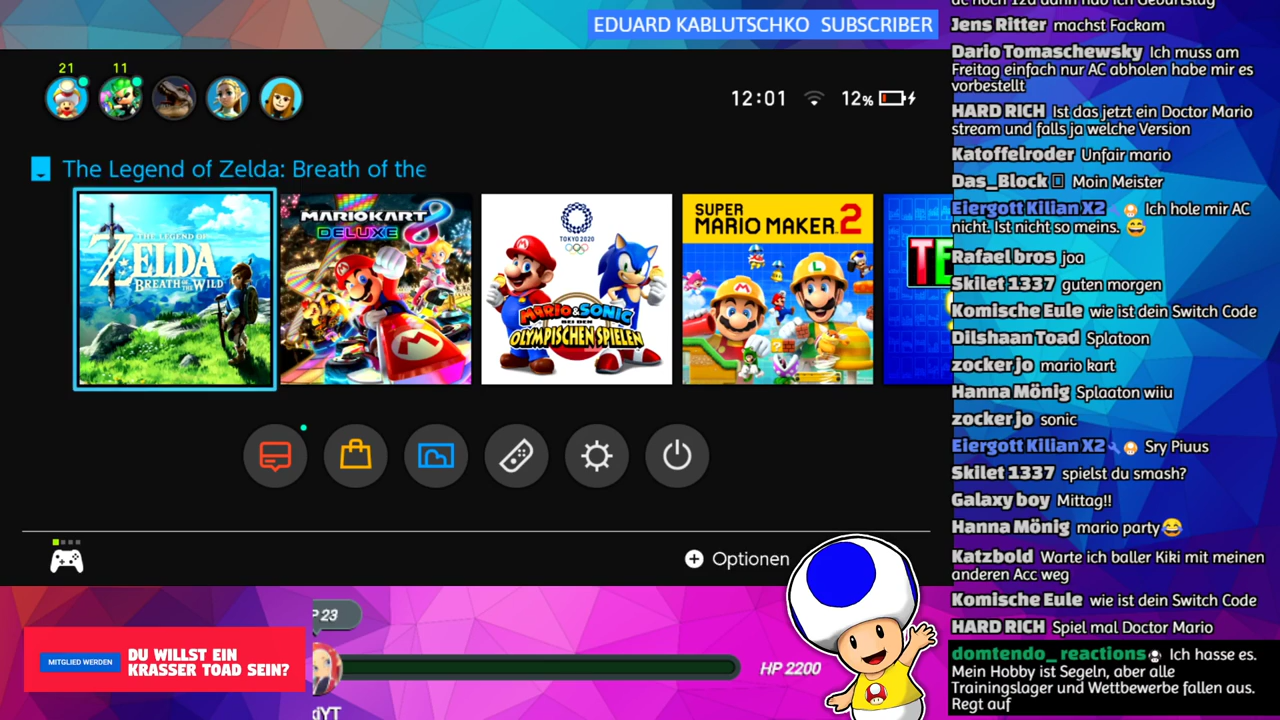 EDUARD KABLUTSCHKO SUBSCRIBER
21
11
12:01
12%
The Legend of Zelda: Breath of the
THE LEGEND OF
ZELDA
BREATH OF THE WILD
MARIOKART 8
DELUXE
TOKYO 2020
MARIO & SONIC
BEI DEN
OLYMPISCHEN SPIELEN
SUPER
MARIO MAKER 2
TE
Optionen
MITGLIED WERDEN
DU WILLST EIN
KRASSER TOAD SEIN?
P 23
HP 2200
Jens Ritter machst Fackam
Dario Tomaschewsky Ich muss am
Freitag einfach nur AC abholen habe mir es
vorbestellt
HARD RICH Ist das jetzt ein Doctor Mario
stream und falls ja welche Version
Katoffelroder Unfair mario
Das_Block Moin Meister
Eiergott Kilian X2 Ich hole mir AC
nicht. Ist nicht so meins. 😅
Rafael bros joa
Skilet 1337 guten morgen
Komische Eule wie ist dein Switch Code
Dilshaan Toad Splatoon
zocker jo mario kart
Hanna Mönig Splaaton wiiu
zocker jo sonic
Eiergott Kilian X2 Sry Piuus
Skilet 1337 spielst du smash?
Galaxy boy Mittag!!
Hanna Mönig mario party😂
Katzbold Warte ich baller Kiki mit meinen
anderen Acc weg
Komische Eule wie ist dein Switch Code
HARD RICH Spiel mal Doctor Mario
domtendo_reactions Ich hasse es.
Mein Hobby ist Segeln, aber alle
Trainingslager und Wettbewerbe fallen aus.
Regt auf